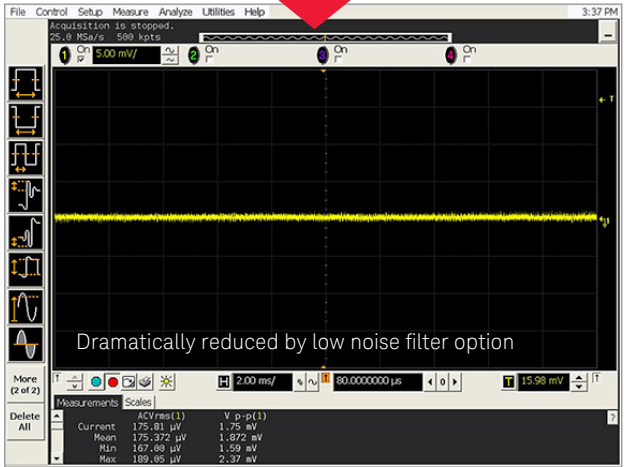 File Control Setup Measure Analyze Utilities Help 3:37 PM
Acquisition is stopped.
25.0 MSa/s 500 kpts
1 On 5.00 mV/ 2 On 3 On 4 On
T
1
Dramatically reduced by low noise filter option
More
(2 of 2)
Delete
All
H 2.00 ms/ 80.0000000 µs 0 T 15.98 mV
Measurements Scales
ACVrms(1) V p-p(1)
Current 175.81 µV 1.75 mV
Mean 175.372 µV 1.872 mV
Min 167.00 µV 1.59 mV
Max 189.05 µV 2.37 mV
?